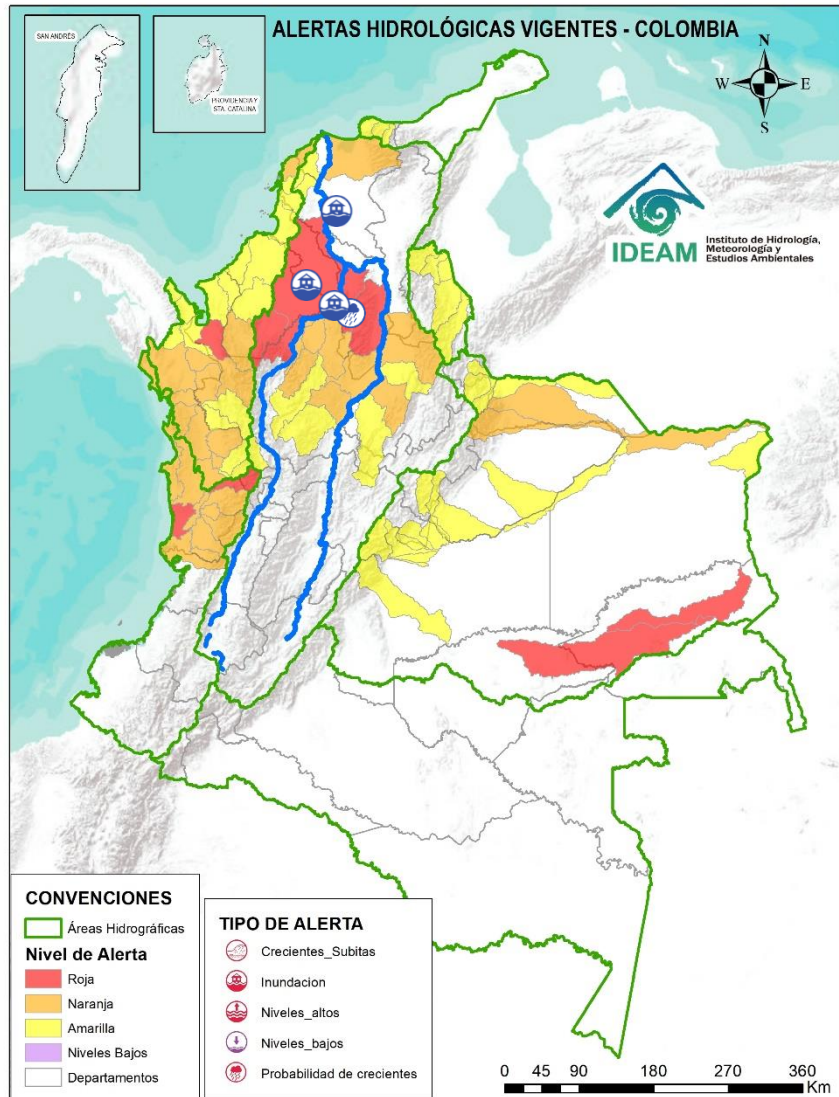 ALERTAS HIDROLÓGICAS VIGENTES - COLOMBIA
SAN ANDRÉS
PROVIDENCIA Y
STA. CATALINA
N
W
E
S
IDEAM
Instituto de Hidrología,
Meteorología y
Estudios Ambientales
CONVENCIONES
Áreas Hidrográficas
Nivel de Alerta
Roja
Naranja
Amarilla
Niveles Bajos
Departamentos
TIPO DE ALERTA
Crecientes_Subitas
Inundacion
Niveles_altos
Niveles_bajos
Probabilidad de crecientes
0 45 90 180 270 360
Km